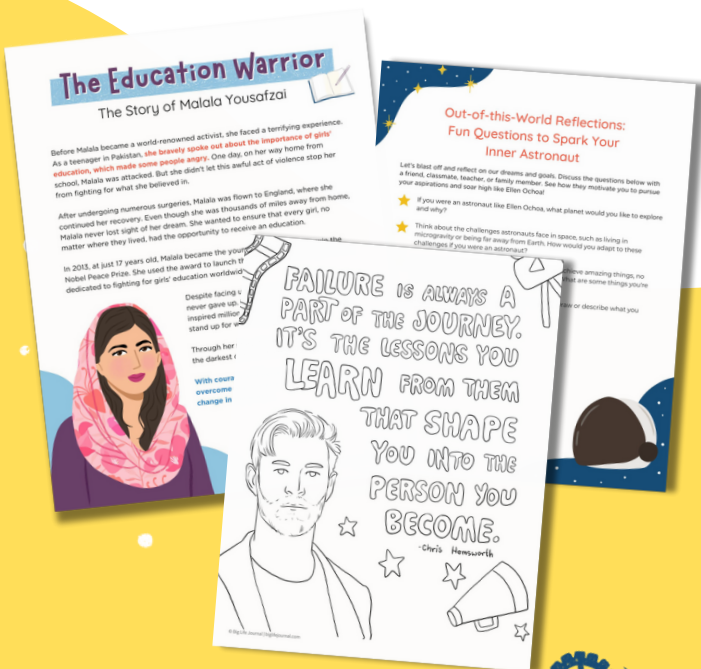 The Education Warrior
The Story of Malala Yousafzai
Before Malala became a world-renowned activist, she faced a terrifying experience.
As a teenager in Pakistan, she bravely spoke out about the importance of girls'
education, which made some people angry. One day, on her way home from
school, Malala was attacked. But she didn't let this awful act of violence stop her
from fighting for what she believed in.
After undergoing numerous surgeries, Malala was flown to England, where she
continued her recovery. Even though she was thousands of miles away from home,
Malala never lost sight of her dream. She wanted to ensure that every girl, no
matter where they lived, had the opportunity to receive an education.
In 2013, at just 17 years old, Malala became the
Nobel Peace Prize. She used the award to launch
dedicated to fighting for girls' education
Despite facing
never gave up.
inspired million
stand up for
Through her
the darkest
With coura
overcome
change in
Out-of-this-World Reflections:
Fun Questions to Spark Your
Inner Astronaut
Let's blast off and reflect on our dreams and goals. Discuss the questions below with
a friend, classmate, teacher, or family member. See how they motivate you to pursue
your aspirations and soar high like Ellen Ochoa.
If you were an astronaut like Ellen Ochoa, what planet would you like to explore
and why?
Think about the challenges astronauts face in space, such as living in
microgravity or being far away from Earth. How would you adapt to these
challenges if you were an astronaut?
achieve amazing things, no
what are some things you're
or describe what you
FAILURE IS ALWAYS A
PART OF THE JOURNEY.
IT'S THE LESSONS YOU
LEARN FROM THEM
THAT SHAPE
YOU INTO THE
PERSON YOU
BECOME.
-Chris Hemsworth
© Big Life Journal | biglifejournal.com